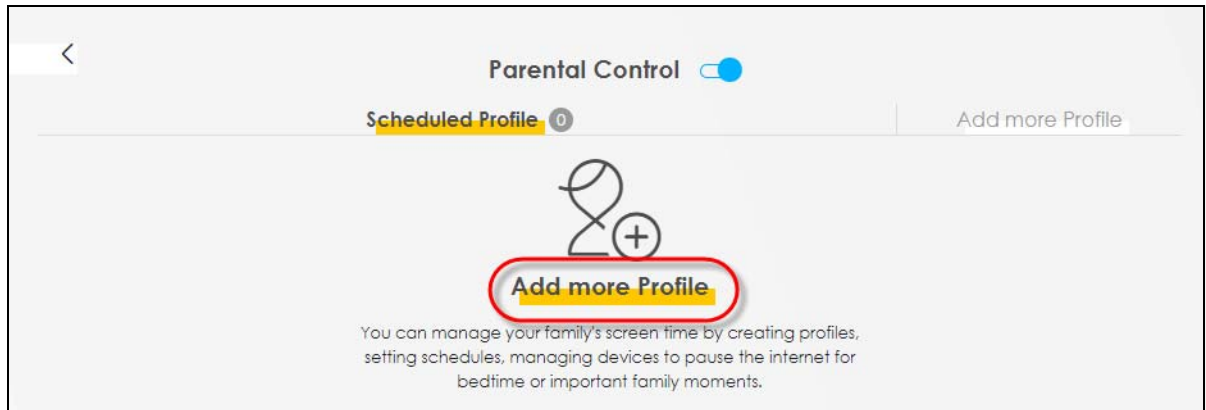 Parental Control
Scheduled Profile 0
Add more Profile
Add more Profile
You can manage your family's screen time by creating profiles,
setting schedules, managing devices to pause the internet for
bedtime or important family moments.